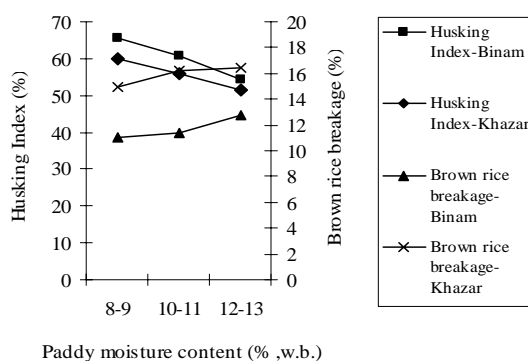 70
60
50
40
30
20
10
0
Husking Index (%)
20
18
16
14
12
10
8
6
4
2
0
Brown rice breakage(%)
8-9 10-11 12-13
Paddy moisture content (% ,w.b.)
Husking
Index-Binam
Husking
Index-Khazar
Brown rice
breakage-
Binam
Brown rice
breakage-
Khazar